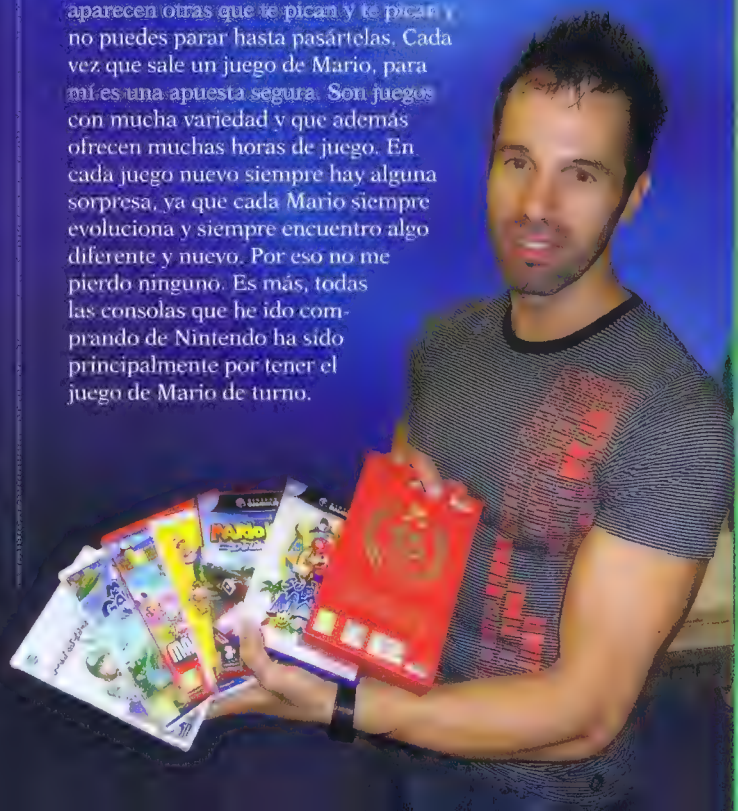 aparecen otras que te pican y te pican y
no puedes parar hasta pasártelas. Cada
vez que sale un juego de Mario, para
mí es una apuesta segura. Son juegos
con mucha variedad y que además
ofrecen muchas horas de juego. En
cada juego nuevo siempre hay alguna
sorpresa, ya que cada Mario siempre
evoluciona y siempre encuentro algo
diferente y nuevo. Por eso no me
pierdo ninguno. Es más, todas
las consolas que he ido com-
prando de Nintendo ha sido
principalmente por tener el
juego de Mario de turno.
MARIO